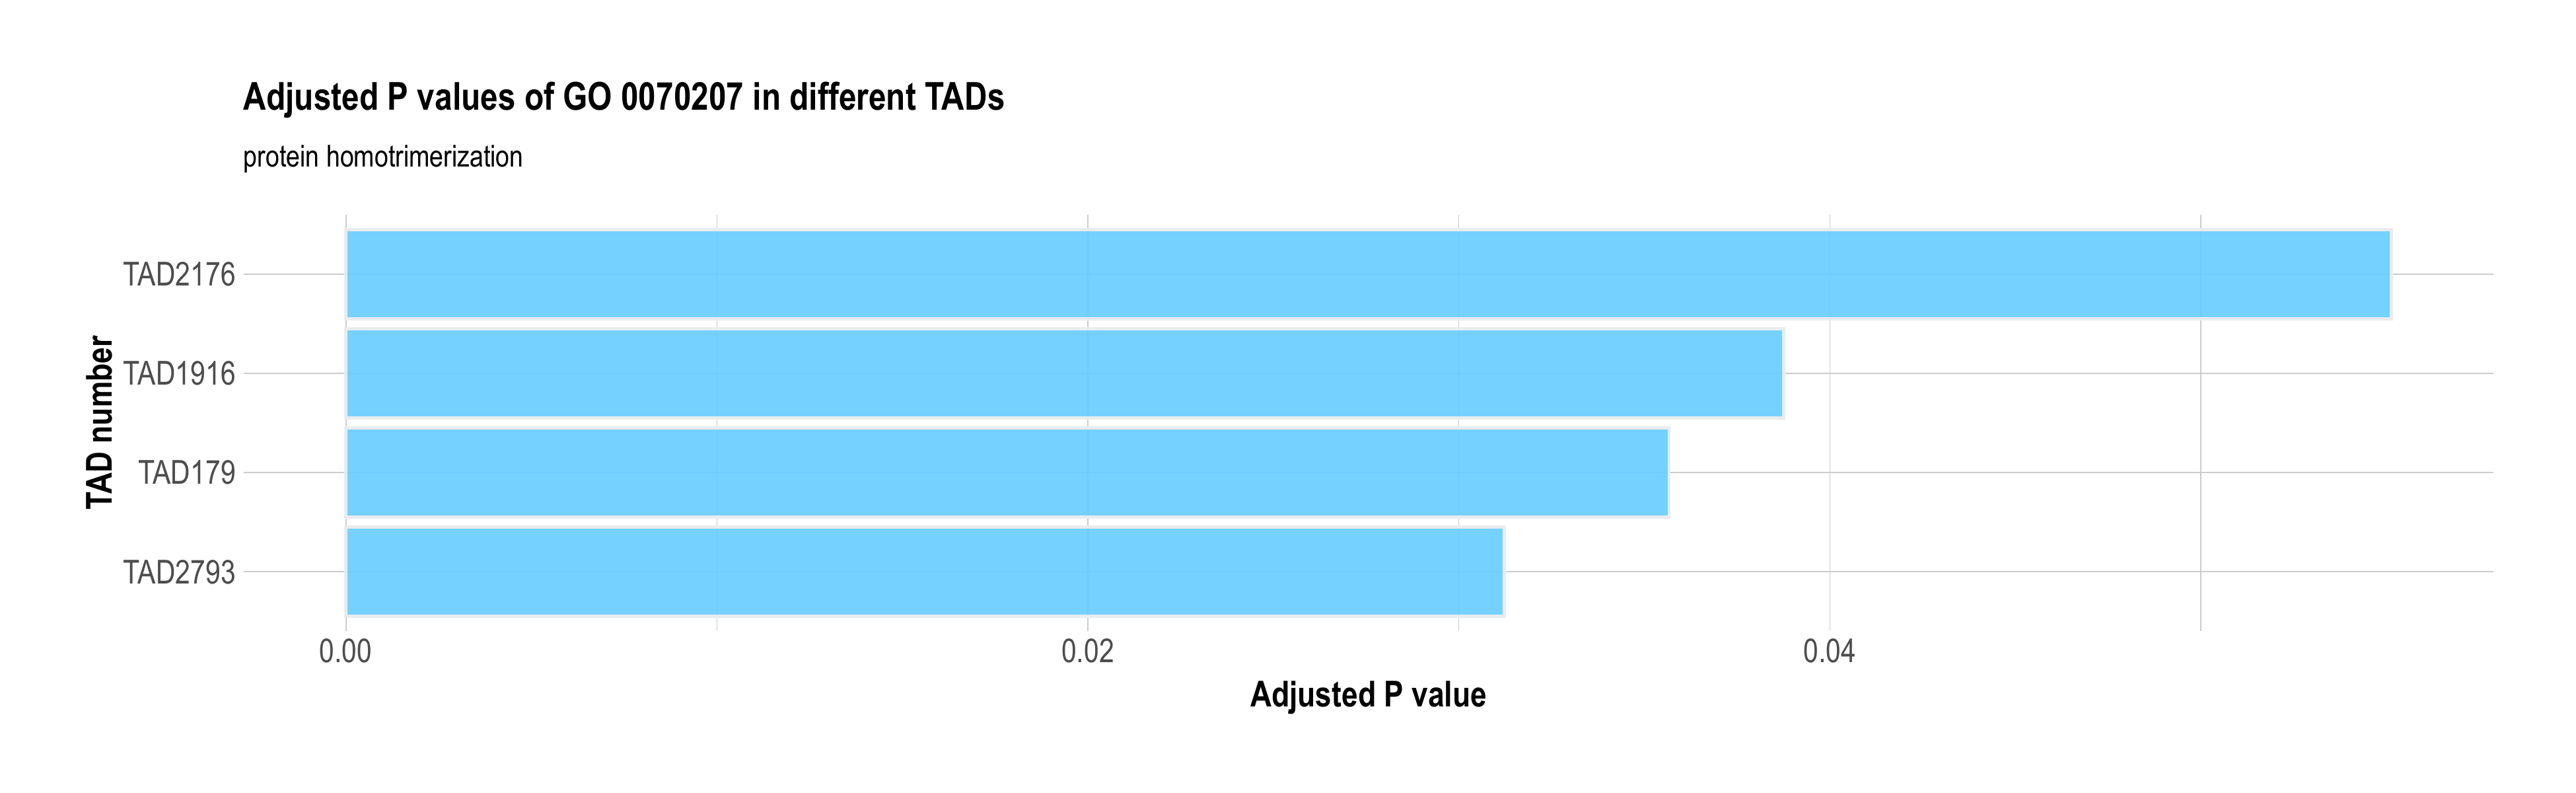 Adjusted P values of GO 0070207 in different TADs
protein homotrimerization
TAD number
TAD2176
TAD1916
TAD179
TAD2793
0.00 0.02 0.04
Adjusted P value